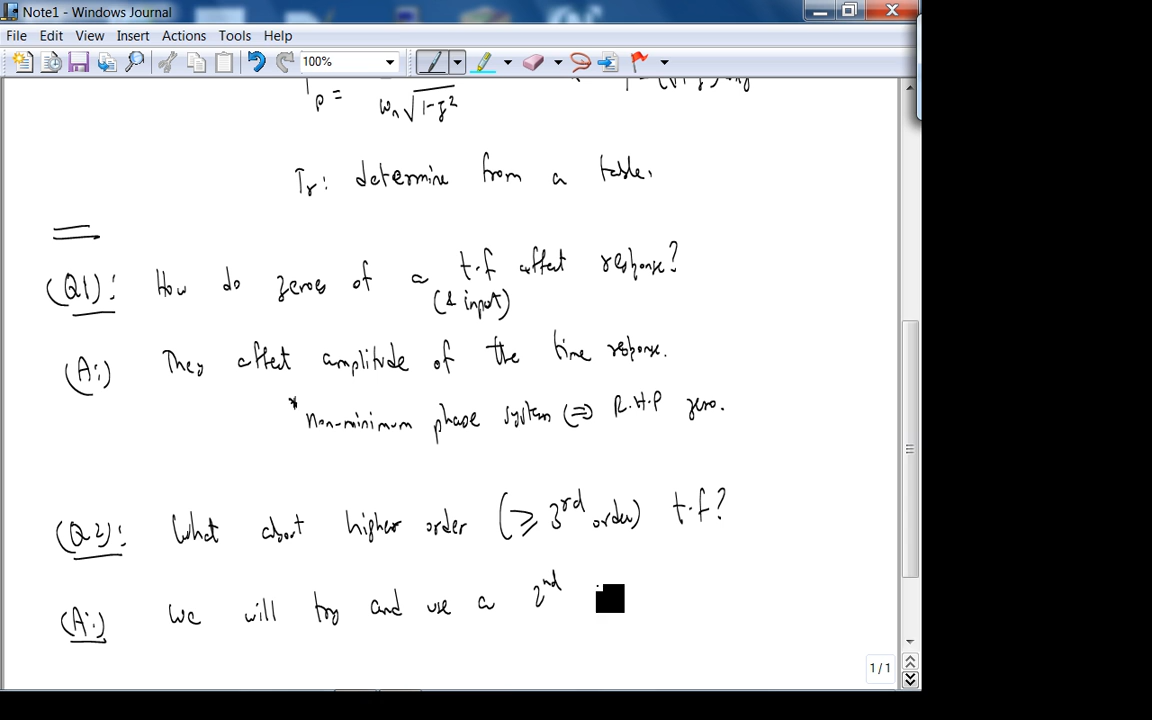 Note1 - Windows Journal
File Edit View Insert Actions Tools Help
100%
Tp =
ωn√1-ζ²
Tr: determine from a table.
(Q1): How do zeroes of a t.f affect response?
(& input)
(A:) They affect amplitude of the time response.
* Non-minimum phase system (⇒) R.H.P zero.
(Q2): What about higher order (≥ 3rd order) t.f?
(A:) We will try and use a 2nd
1 / 1